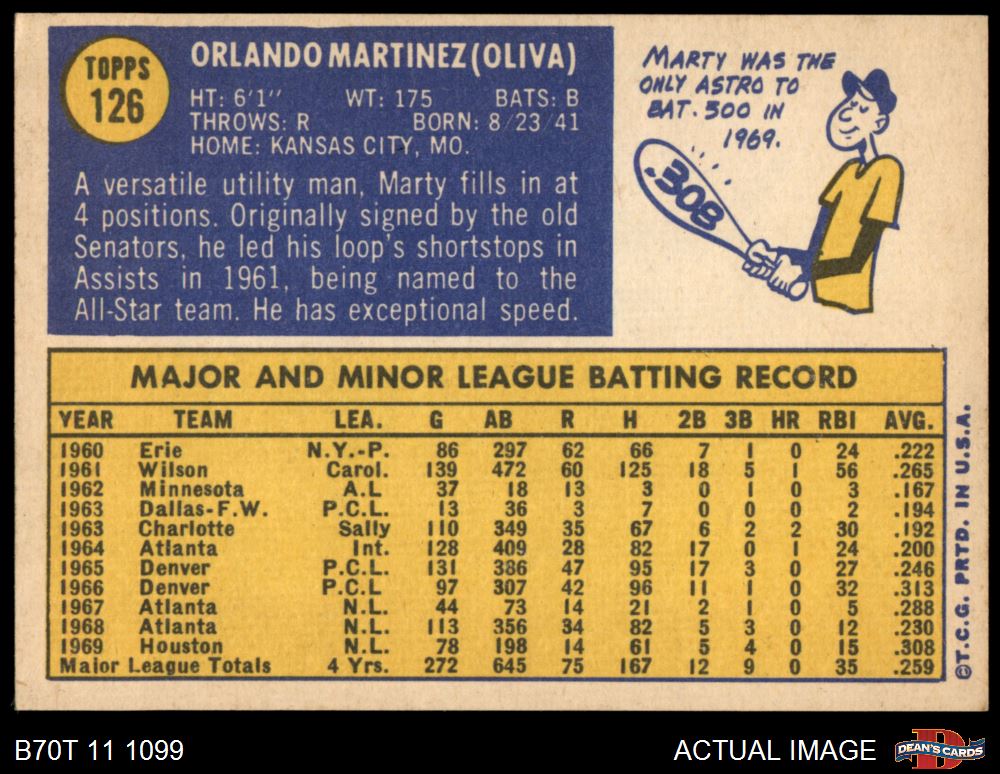 TOPPS
126
ORLANDO MARTINEZ (OLIVA)
HT: 6'1" WT: 175 BATS: B
THROWS: R BORN: 8/23/41
HOME: KANSAS CITY, MO.
A versatile utility man, Marty fills in at
4 positions. Originally signed by the old
Senators, he led his loop's shortstops in
Assists in 1961, being named to the
All-Star team. He has exceptional speed.
MARTY WAS THE
ONLY ASTRO TO
BAT .300 IN
1969.
.308
MAJOR AND MINOR LEAGUE BATTING RECORD
YEAR TEAM LEA. G AB R H 2B 3B HR RBI AVG.
1960 Erie N.Y.-P. 86 297 62 66 7 1 0 24 .222
1961 Wilson Carol. 139 472 60 125 18 5 1 56 .265
1962 Minnesota A.L 37 18 13 3 0 1 0 3 .167
1963 Dallas-F.W. P.C.L. 13 36 3 7 0 0 0 2 .194
1963 Charlotte Sally 110 349 35 67 6 2 2 30 .192
1964 Atlanta Int. 128 409 28 82 17 0 1 24 .200
1965 Denver P.C.L. 131 386 47 95 17 3 0 27 .246
1966 Denver P.C.L 97 307 42 96 11 1 0 32 .313
1967 Atlanta N.L. 44 73 14 21 2 1 0 5 .288
1968 Atlanta N.L. 113 356 34 82 5 3 0 12 .230
1969 Houston N.L. 78 198 14 61 5 4 0 15 .308
Major League Totals 4 Yrs. 272 645 75 167 12 9 0 35 .259
©T.C.G. PRTD. IN U.S.A.
B70T 11 1099
ACTUAL IMAGE
DEAN'S CARDS